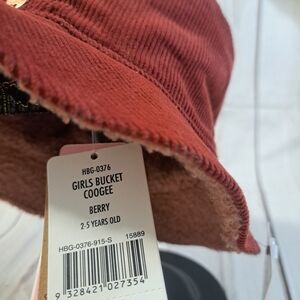 HBG-0376
GIRLS BUCKET
COOGEE
BERRY
2-5 YEARS OLD
HBG-0376-915-S 15889
9 328421 027354